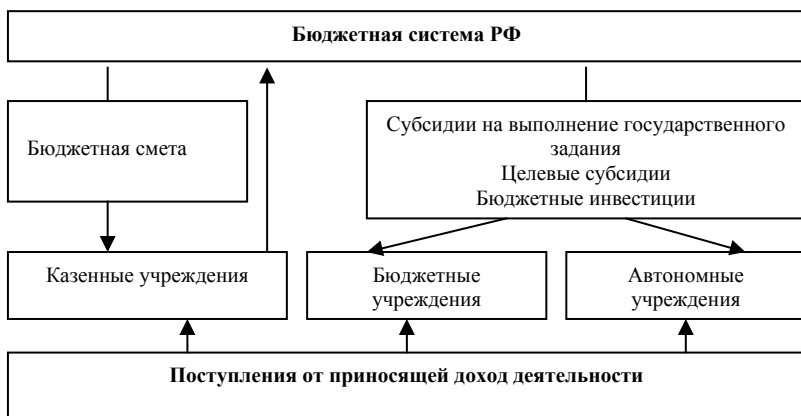 Бюджетная система РФ
Бюджетная смета
Субсидии на выполнение государственного
задания
Целевые субсидии
Бюджетные инвестиции
Казенные учреждения
Бюджетные
учреждения
Автономные
учреждения
Поступления от приносящей доход деятельности